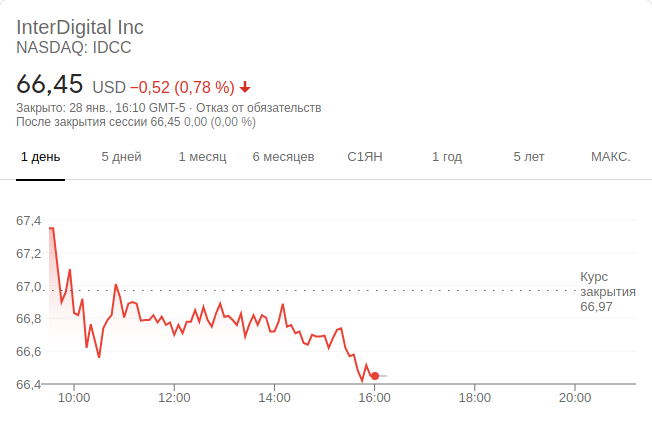 InterDigital Inc
NASDAQ: IDCC
66,45 USD −0,52 (0,78 %)
Закрыто: 28 янв., 16:10 GMT-5 · Отказ от обязательств
После закрытия сессии 66,45 0,00 (0,00 %)
1 день 5 дней 1 месяц 6 месяцев С1ЯН 1 год 5 лет МАКС.
67,4
67,2
67,0
66,8
66,6
66,4
Курс
закрытия
66,97
10:00 12:00 14:00 16:00 18:00 20:00